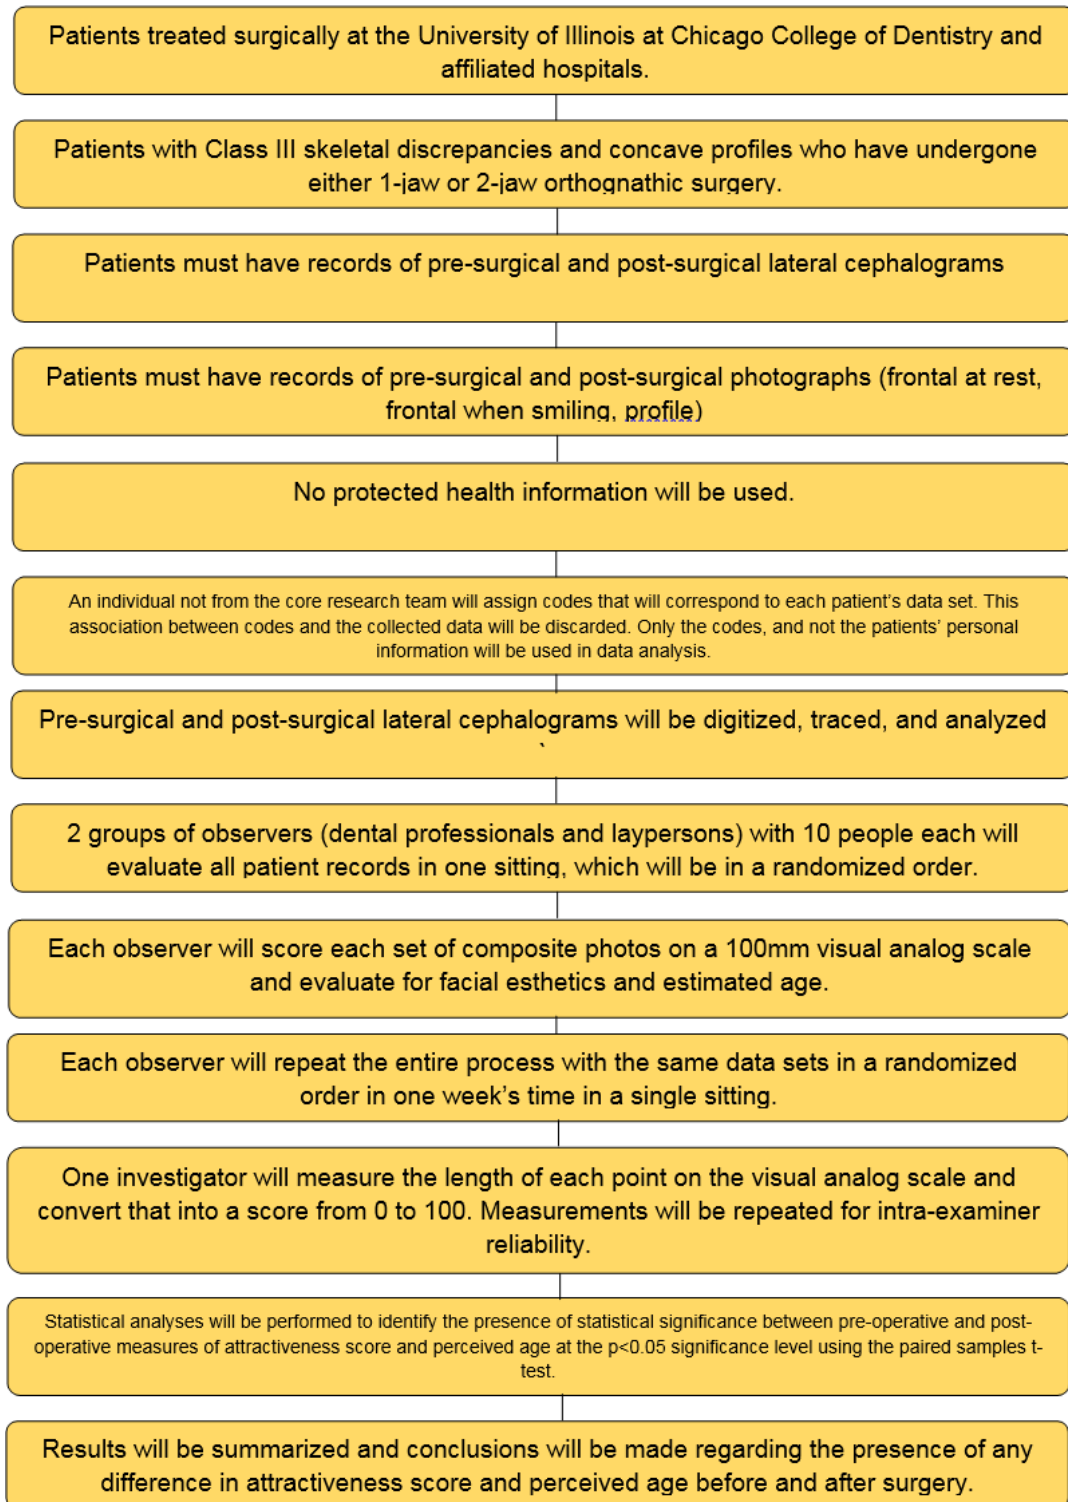 Patients treated surgically at the University of Illinois at Chicago College of Dentistry and
affiliated hospitals.
Patients with Class III skeletal discrepancies and concave profiles who have undergone
either 1-jaw or 2-jaw orthognathic surgery.
Patients must have records of pre-surgical and post-surgical lateral cephalograms
Patients must have records of pre-surgical and post-surgical photographs (frontal at rest,
frontal when smiling, profile)
No protected health information will be used.
An individual not from the core research team will assign codes that will correspond to each patient's data set. This
association between codes and the collected data will be discarded. Only the codes, and not the patients' personal
information will be used in data analysis.
Pre-surgical and post-surgical lateral cephalograms will be digitized, traced, and analyzed
`
2 groups of observers (dental professionals and laypersons) with 10 people each will
evaluate all patient records in one sitting, which will be in a randomized order.
Each observer will score each set of composite photos on a 100mm visual analog scale
and evaluate for facial esthetics and estimated age.
Each observer will repeat the entire process with the same data sets in a randomized
order in one week's time in a single sitting.
One investigator will measure the length of each point on the visual analog scale and
convert that into a score from 0 to 100. Measurements will be repeated for intra-examiner
reliability.
Statistical analyses will be performed to identify the presence of statistical significance between pre-operative and post-
operative measures of attractiveness score and perceived age at the p<0.05 significance level using the paired samples t-
test.
Results will be summarized and conclusions will be made regarding the presence of any
difference in attractiveness score and perceived age before and after surgery.